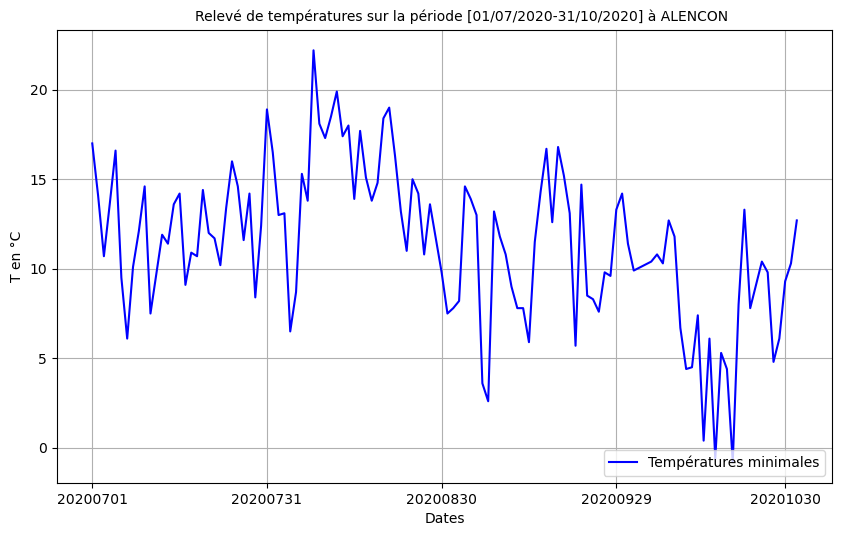 Relevé de températures sur la période [01/07/2020-31/10/2020] à ALENCON
T en °C
20
15
10
5
0
Températures minimales
20200701 20200731 20200830 20200929 20201030
Dates